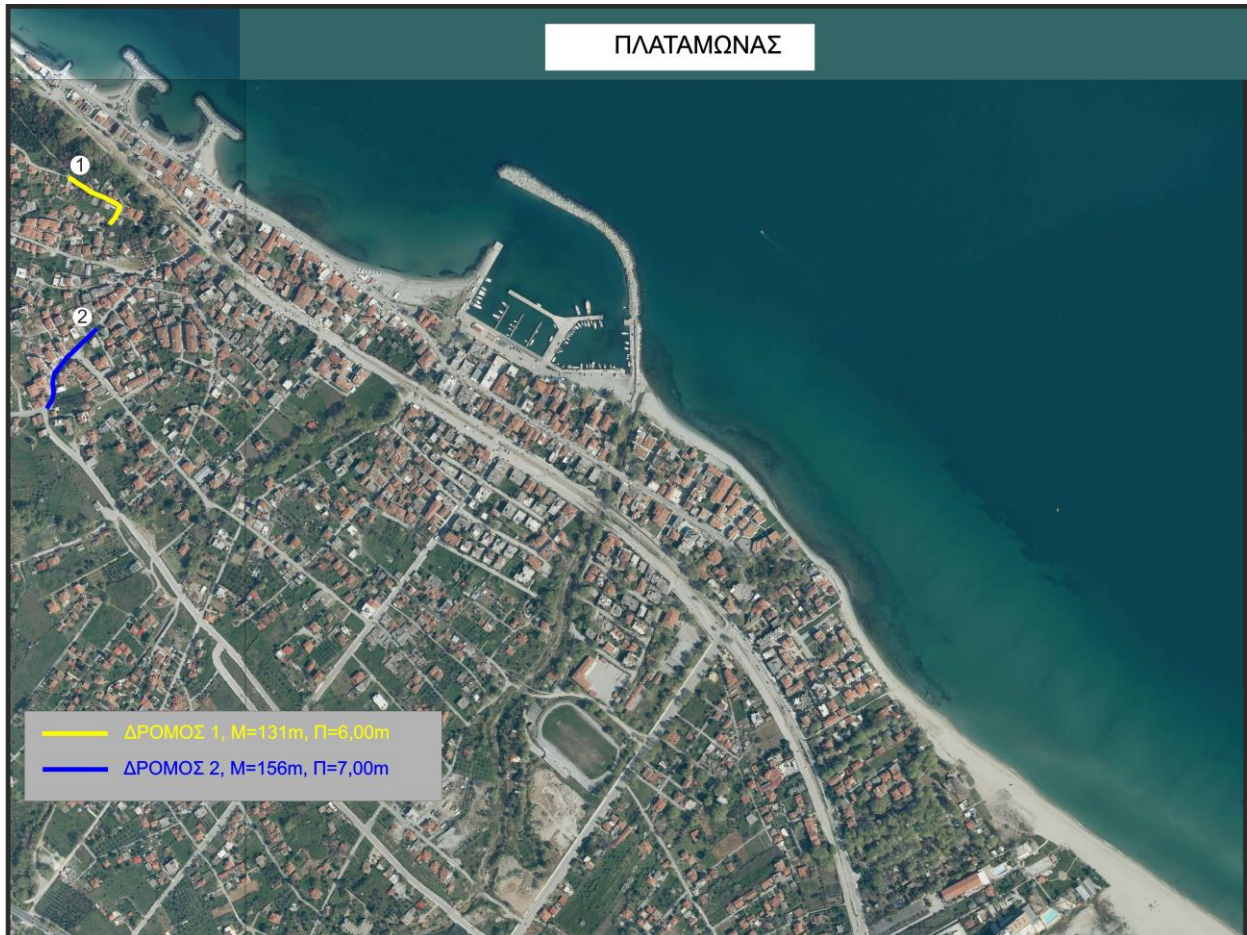 ΠΛΑΤΑΜΩΝΑΣ
1
2
ΔΡΟΜΟΣ 1, Μ=131m, Π=6,00m
ΔΡΟΜΟΣ 2, Μ=156m, Π=7,00m